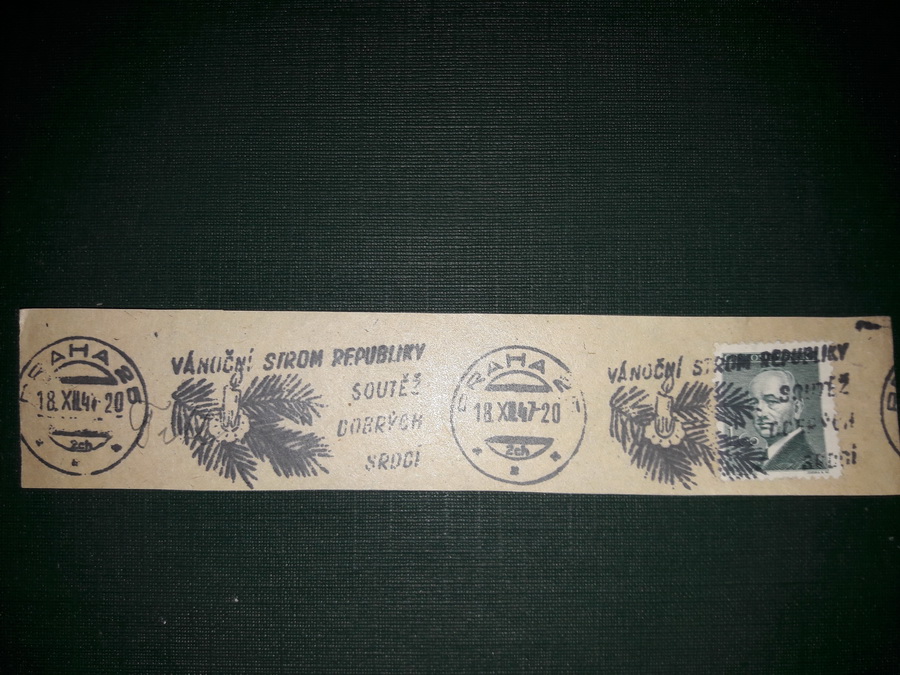 PRAHA 25
18.XII.47-20
2ch
VÁNOČNÍ STROM REPUBLIKY
SOUTĚŽ
DOBRÝCH
SRDCÍ
PRAHA 2
18.XII.47-20
2ch
VÁNOČNÍ STROM REPUBLIKY
SOUTĚŽ
DOBRÝCH
SRDCÍ